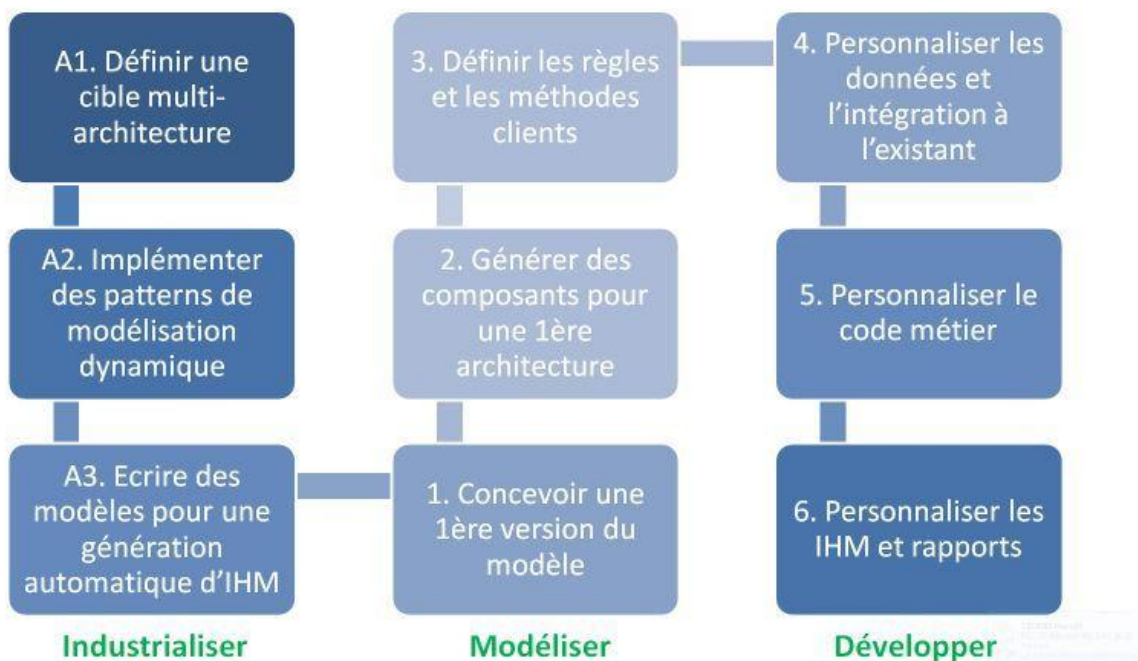 A1. Définir une
cible multi-
architecture
A2. Implémenter
des patterns de
modélisation
dynamique
A3. Ecrire des
modèles pour une
génération
automatique d’IHM
Industrialiser
3. Définir les règles
et les méthodes
clients
2. Générer des
composants pour
une 1ère
architecture
1. Concevoir une
1ère version du
modèle
Modéliser
4. Personnaliser les
données et
l’intégration à
l’existant
5. Personnaliser le
code métier
6. Personnaliser les
IHM et rapports
Développer